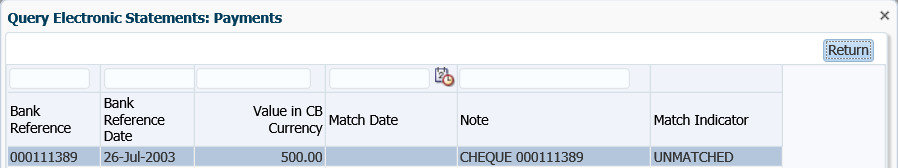 Query Electronic Statements: Payments
Return
Bank Reference
Bank Reference Date
Value in CB Currency
Match Date
Note
Match Indicator
000111389 26-Jul-2003 500.00 CHEQUE 000111389 UNMATCHED